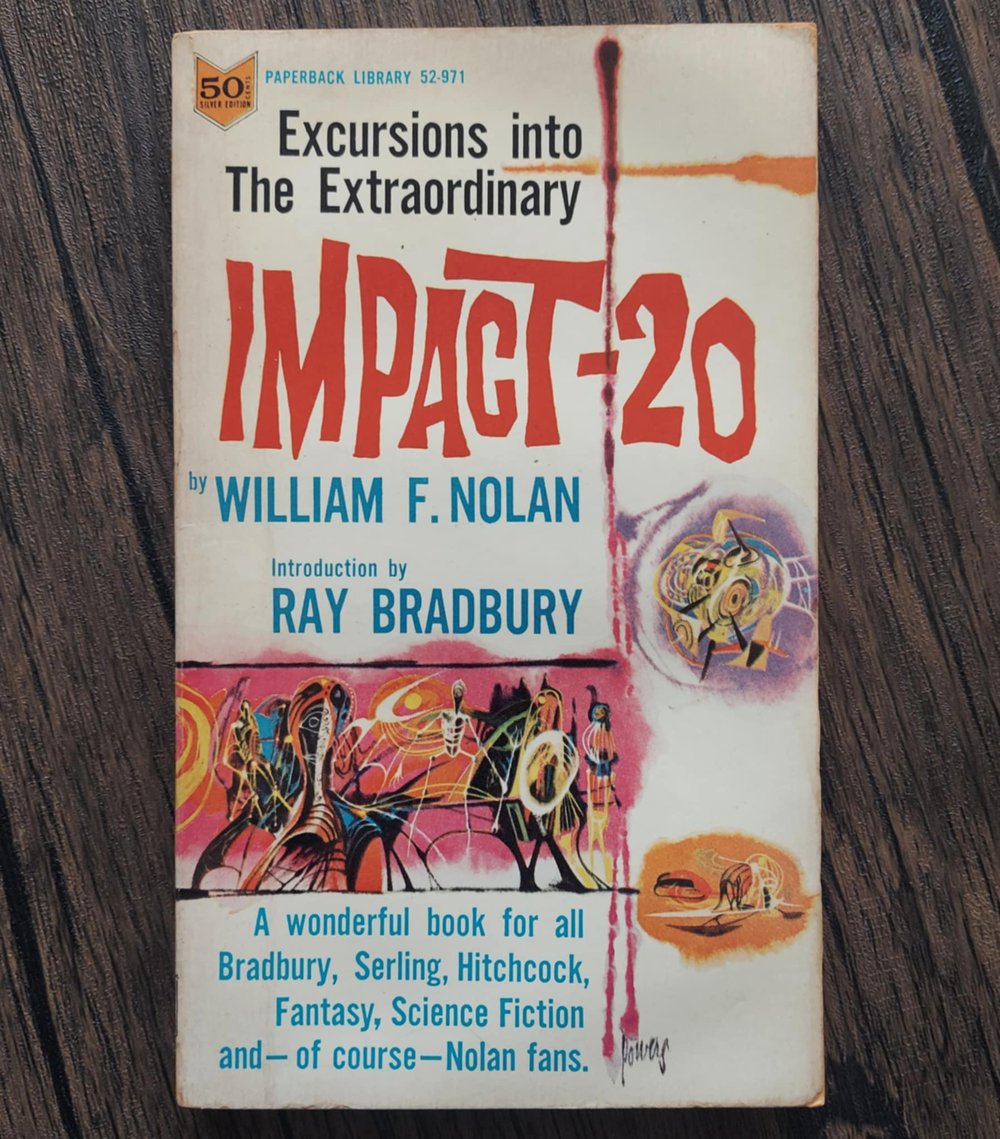 50 CENTS
SILVER EDITION
PAPERBACK LIBRARY 52-971
Excursions into
The Extraordinary
IMPACT-20
by WILLIAM F. NOLAN
Introduction by
RAY BRADBURY
A wonderful book for all
Bradbury, Serling, Hitchcock,
Fantasy, Science Fiction
and—of course—Nolan fans.
Powers